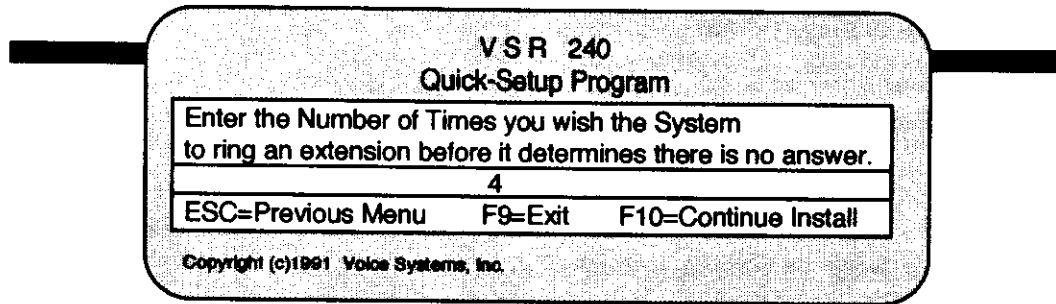 VSR 240
Quick-Setup Program
Enter the Number of Times you wish the System
to ring an extension before it determines there is no answer.
4
ESC=Previous Menu F9=Exit F10=Continue Install
Copyright (c)1991 Voice Systems, Inc.